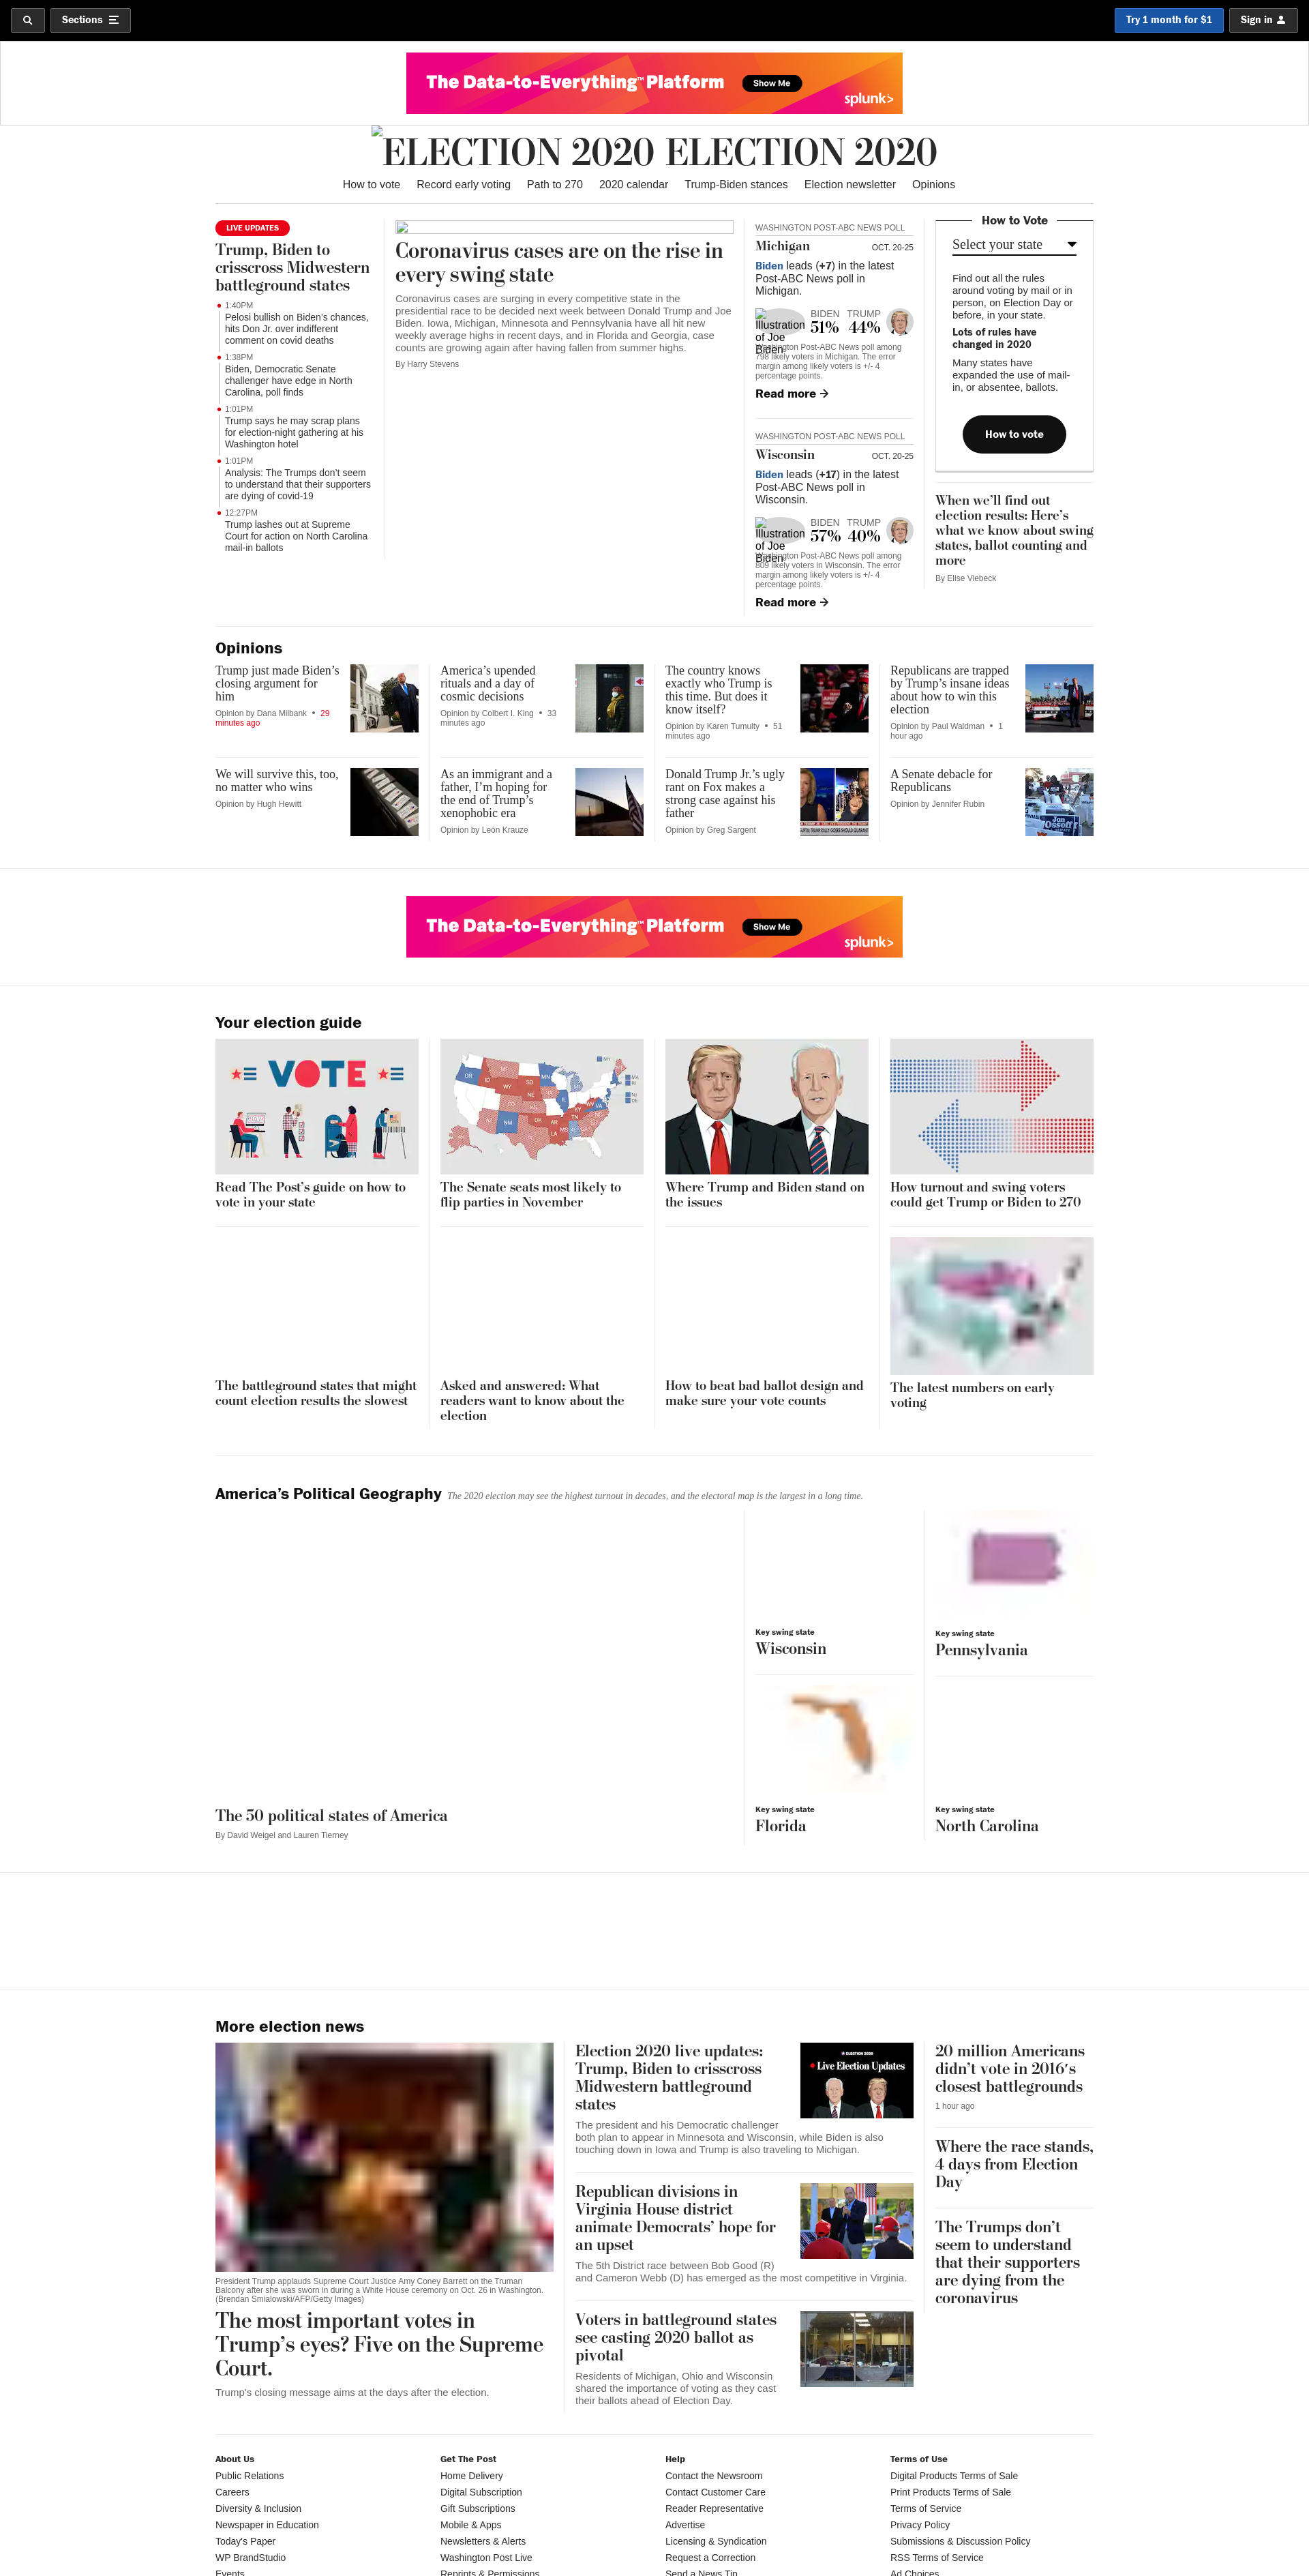 Sections
Try 1 month for $1
Sign in
The Data-to-Everything™ Platform
Show Me
splunk>
ELECTION 2020 ELECTION 2020
How to vote
Record early voting
Path to 270
2020 calendar
Trump-Biden stances
Election newsletter
Opinions
LIVE UPDATES
Trump, Biden to
crisscross Midwestern
battleground states
1:40PM
Pelosi bullish on Biden's chances,
hits Don Jr. over indifferent
comment on covid deaths
1:38PM
Biden, Democratic Senate
challenger have edge in North
Carolina, poll finds
1:01PM
Trump says he may scrap plans
for election-night gathering at his
Washington hotel
1:01PM
Analysis: The Trumps don't seem
to understand that their supporters
are dying of covid-19
12:27PM
Trump lashes out at Supreme
Court for action on North Carolina
mail-in ballots
Coronavirus cases are on the rise in
every swing state
Coronavirus cases are surging in every competitive state in the
presidential race to be decided next week between Donald Trump and Joe
Biden. Iowa, Michigan, Minnesota and Pennsylvania have all hit new
weekly average highs in recent days, and in Florida and Georgia, case
counts are growing again after having fallen from summer highs.
By Harry Stevens
WASHINGTON POST-ABC NEWS POLL
Michigan
OCT. 20-25
Biden leads (+7) in the latest
Post-ABC News poll in
Michigan.
Illustration
of Joe
Biden
BIDEN
51%
TRUMP
44%
Washington Post-ABC News poll among
798 likely voters in Michigan. The error
margin among likely voters is +/- 4
percentage points.
Read more →
WASHINGTON POST-ABC NEWS POLL
Wisconsin
OCT. 20-25
Biden leads (+17) in the latest
Post-ABC News poll in
Wisconsin.
Illustration
of Joe
Biden
BIDEN
57%
TRUMP
40%
Washington Post-ABC News poll among
809 likely voters in Wisconsin. The error
margin among likely voters is +/- 4
percentage points.
Read more →
How to Vote
Select your state
Find out all the rules
around voting by mail or in
person, on Election Day or
before, in your state.
Lots of rules have
changed in 2020
Many states have
expanded the use of mail-
in, or absentee, ballots.
How to vote
When we'll find out
election results: Here's
what we know about swing
states, ballot counting and
more
By Elise Viebeck
Opinions
Trump just made Biden's
closing argument for
him
Opinion by Dana Milbank • 29
minutes ago
America's upended
rituals and a day of
cosmic decisions
Opinion by Colbert I. King • 33
minutes ago
The country knows
exactly who Trump is
this time. But does it
know itself?
Opinion by Karen Tumulty • 51
minutes ago
Republicans are trapped
by Trump's insane ideas
about how to win this
election
Opinion by Paul Waldman • 1
hour ago
We will survive this, too,
no matter who wins
Opinion by Hugh Hewitt
As an immigrant and a
father, I'm hoping for
the end of Trump's
xenophobic era
Opinion by León Krauze
Donald Trump Jr.'s ugly
rant on Fox makes a
strong case against his
father
Opinion by Greg Sargent
A Senate debacle for
Republicans
Opinion by Jennifer Rubin
Jon
Ossoff
The Data-to-Everything™ Platform
Show Me
splunk>
Your election guide
VOTE
Read The Post's guide on how to
vote in your state
The Senate seats most likely to
flip parties in November
Where Trump and Biden stand on
the issues
How turnout and swing voters
could get Trump or Biden to 270
The battleground states that might
count election results the slowest
Asked and answered: What
readers want to know about the
election
How to beat bad ballot design and
make sure your vote counts
The latest numbers on early
voting
America's Political Geography
The 2020 election may see the highest turnout in decades, and the electoral map is the largest in a long time.
The 50 political states of America
By David Weigel and Lauren Tierney
Key swing state
Wisconsin
Key swing state
Pennsylvania
Key swing state
Florida
Key swing state
North Carolina
More election news
President Trump applauds Supreme Court Justice Amy Coney Barrett on the Truman
Balcony after she was sworn in during a White House ceremony on Oct. 26 in Washington.
(Brendan Smialowski/AFP/Getty Images)
The most important votes in
Trump's eyes? Five on the Supreme
Court.
Trump's closing message aims at the days after the election.
Election 2020 live updates:
Trump, Biden to crisscross
Midwestern battleground
states
The president and his Democratic challenger
both plan to appear in Minnesota and Wisconsin, while Biden is also
touching down in Iowa and Trump is also traveling to Michigan.
ELECTION 2020
Live Election Updates
Republican divisions in
Virginia House district
animate Democrats' hope for
an upset
The 5th District race between Bob Good (R)
and Cameron Webb (D) has emerged as the most competitive in Virginia.
Voters in battleground states
see casting 2020 ballot as
pivotal
Residents of Michigan, Ohio and Wisconsin
shared the importance of voting as they cast
their ballots ahead of Election Day.
20 million Americans
didn't vote in 2016's
closest battlegrounds
1 hour ago
Where the race stands,
4 days from Election
Day
The Trumps don't
seem to understand
that their supporters
are dying from the
coronavirus
About Us
Public Relations
Careers
Diversity & Inclusion
Newspaper in Education
Today's Paper
WP BrandStudio
Events
Get The Post
Home Delivery
Digital Subscription
Gift Subscriptions
Mobile & Apps
Newsletters & Alerts
Washington Post Live
Reprints & Permissions
Help
Contact the Newsroom
Contact Customer Care
Reader Representative
Advertise
Licensing & Syndication
Request a Correction
Send a News Tip
Terms of Use
Digital Products Terms of Sale
Print Products Terms of Sale
Terms of Service
Privacy Policy
Submissions & Discussion Policy
RSS Terms of Service
Ad Choices